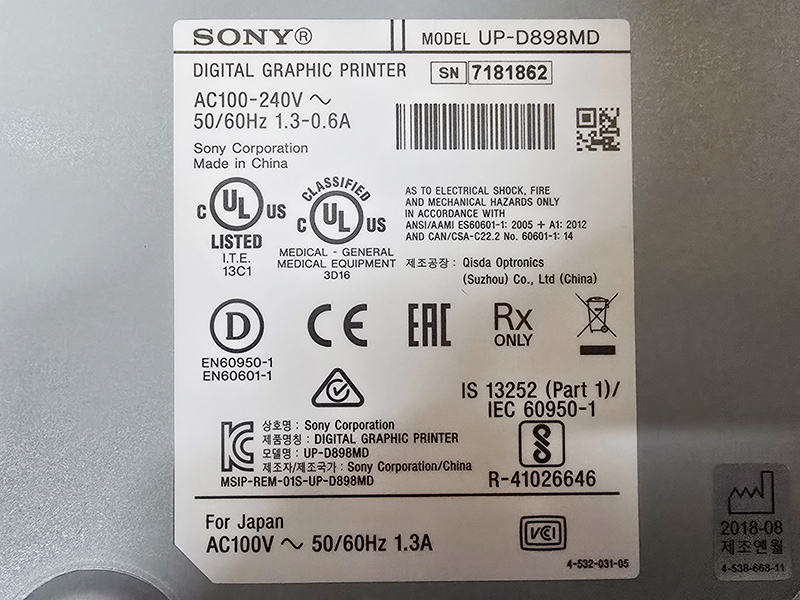 SONY® MODEL UP-D898MD
DIGITAL GRAPHIC PRINTER SN 7181862
AC100-240V ~
50/60Hz 1.3-0.6A
Sony Corporation
Made in China
C UL US
LISTED
I.T.E.
13C1
CLASSIFIED
C UL US
MEDICAL - GENERAL
MEDICAL EQUIPMENT
3D16
AS TO ELECTRICAL SHOCK, FIRE
AND MECHANICAL HAZARDS ONLY
IN ACCORDANCE WITH
ANSI/AAMI ES60601-1: 2005 + A1: 2012
AND CAN/CSA-C22.2 No. 60601-1: 14
제조공장 : Qisda Optronics
(Suzhou) Co., Ltd (China)
D
EN60950-1
EN60601-1
CE
EAC
Rx
ONLY
IS 13252 (Part 1)/
IEC 60950-1
R-41026646
상호명 : Sony Corporation
제품명칭 : DIGITAL GRAPHIC PRINTER
모델명 : UP-D898MD
제조자/제조국가 : Sony Corporation/China
MSIP-REM-01S-UP-D898MD
For Japan
AC100V ~ 50/60Hz 1.3A
VCI
4-532-031-05
2018-08
제조연월
4-538-668-11